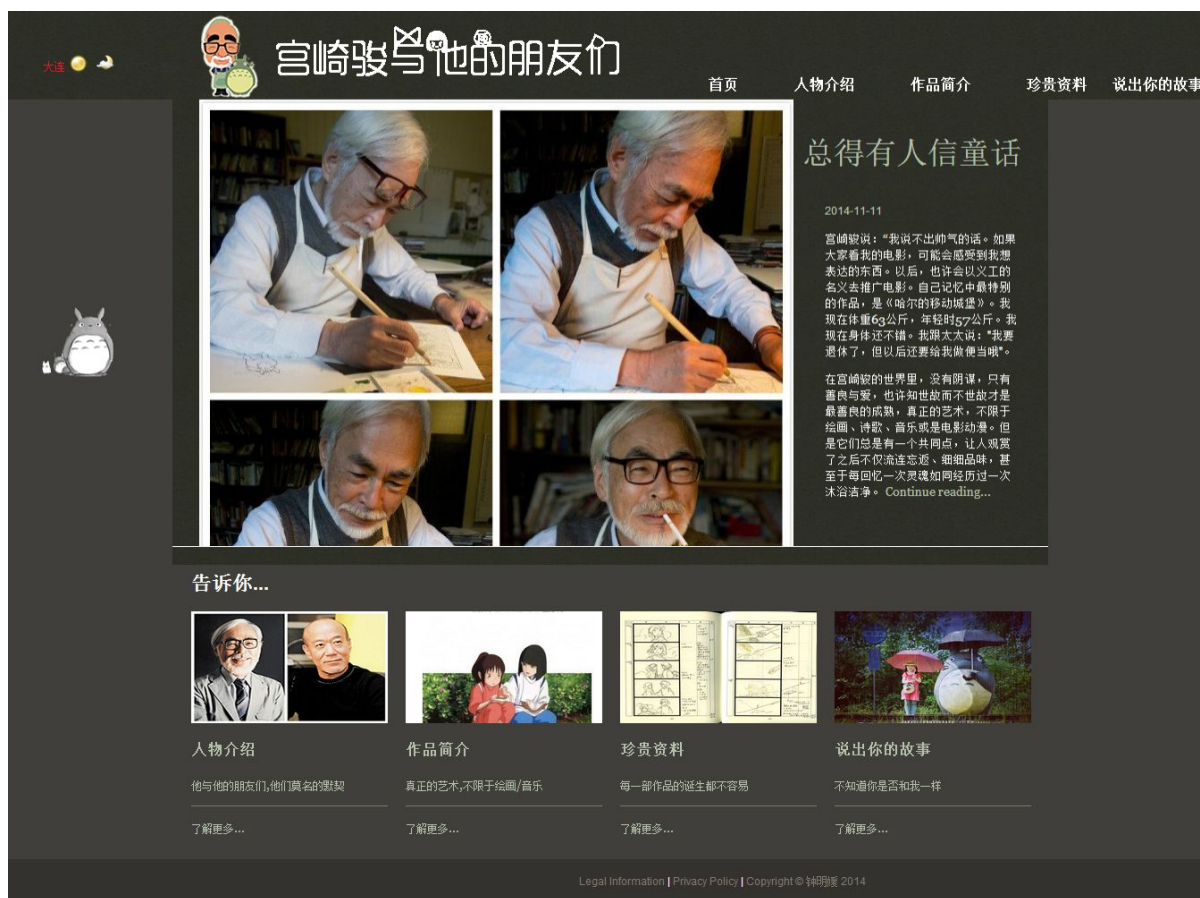 大连
宫崎骏与他的朋友们
首页 人物介绍 作品简介 珍贵资料 说出你的故事
总得有人信童话
2014-11-11
宫崎骏说："我说不出帅气的话。如果
大家看我的电影，可能会感受到我想
表达的东西。以后，也许会以义工的
名义去推广电影。自己记忆中最特别
的作品，是《哈尔的移动城堡》。我
现在体重63公斤，年轻时57公斤。我
现在身体还不错。我跟太太说："我要
退休了，但以后还要给我做便当哦"。
在宫崎骏的世界里，没有阴谋，只有
善良与爱，也许知世故而不世故才是
最善良的成熟，真正的艺术，不限于
绘画、诗歌、音乐或是电影动漫。但
是它们总是有一个共同点，让人观赏
了之后不仅流连忘返、细细品味，甚
至于每回忆一次灵魂如同经历过一次
沐浴洁净。 Continue reading...
告诉你...
人物介绍 作品简介 珍贵资料 说出你的故事
他与他的朋友们,他们莫名的默契 真正的艺术,不限于绘画/音乐 每一部作品的诞生都不容易 不知道你是否和我一样
了解更多... 了解更多... 了解更多... 了解更多...
Legal Information | Privacy Policy | Copyright © 钟明媛 2014